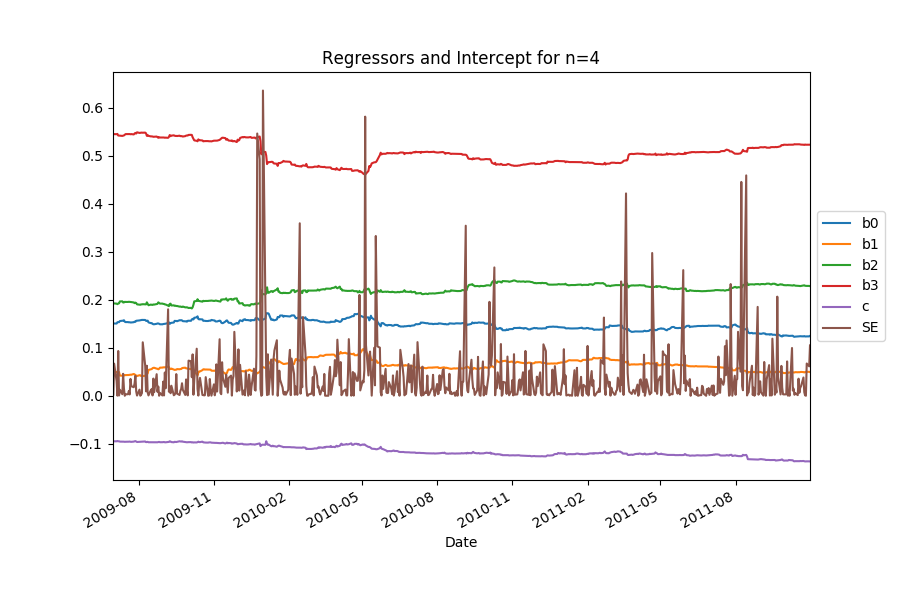 Regressors and Intercept for n=4
0.6
0.5
0.4
0.3
0.2
0.1
0.0
−0.1
b0
b1
b2
b3
c
SE
2009-08
2009-11
2010-02
2010-05
2010-08
2010-11
2011-02
2011-05
2011-08
Date